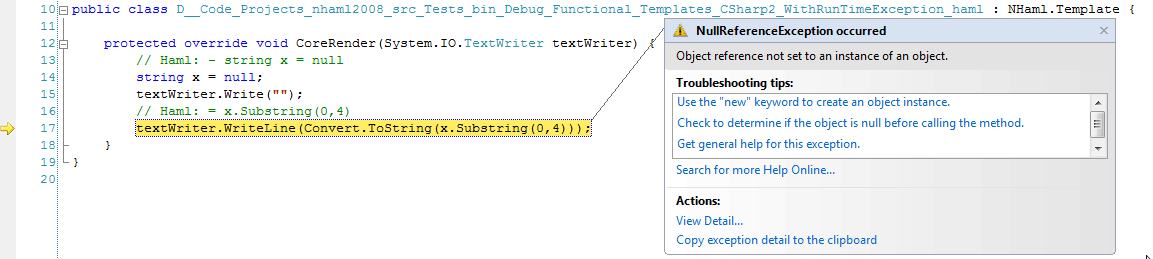 10 public class D__Code_Projects_nhaml2008_src_Tests_bin_Debug_Functional_Templates_CSharp2_WithRunTimeException_haml : NHaml.Template {
11
12 protected override void CoreRender(System.IO.TextWriter textWriter) {
13 // Haml: - string x = null
14 string x = null;
15 textWriter.Write("");
16 // Haml: = x.Substring(0,4)
17 textWriter.WriteLine(Convert.ToString(x.Substring(0,4)));
18 }
19 }
20
NullReferenceException occurred
Object reference not set to an instance of an object.
Troubleshooting tips:
Use the "new" keyword to create an object instance.
Check to determine if the object is null before calling the method.
Get general help for this exception.
Search for more Help Online...
Actions:
View Detail...
Copy exception detail to the clipboard